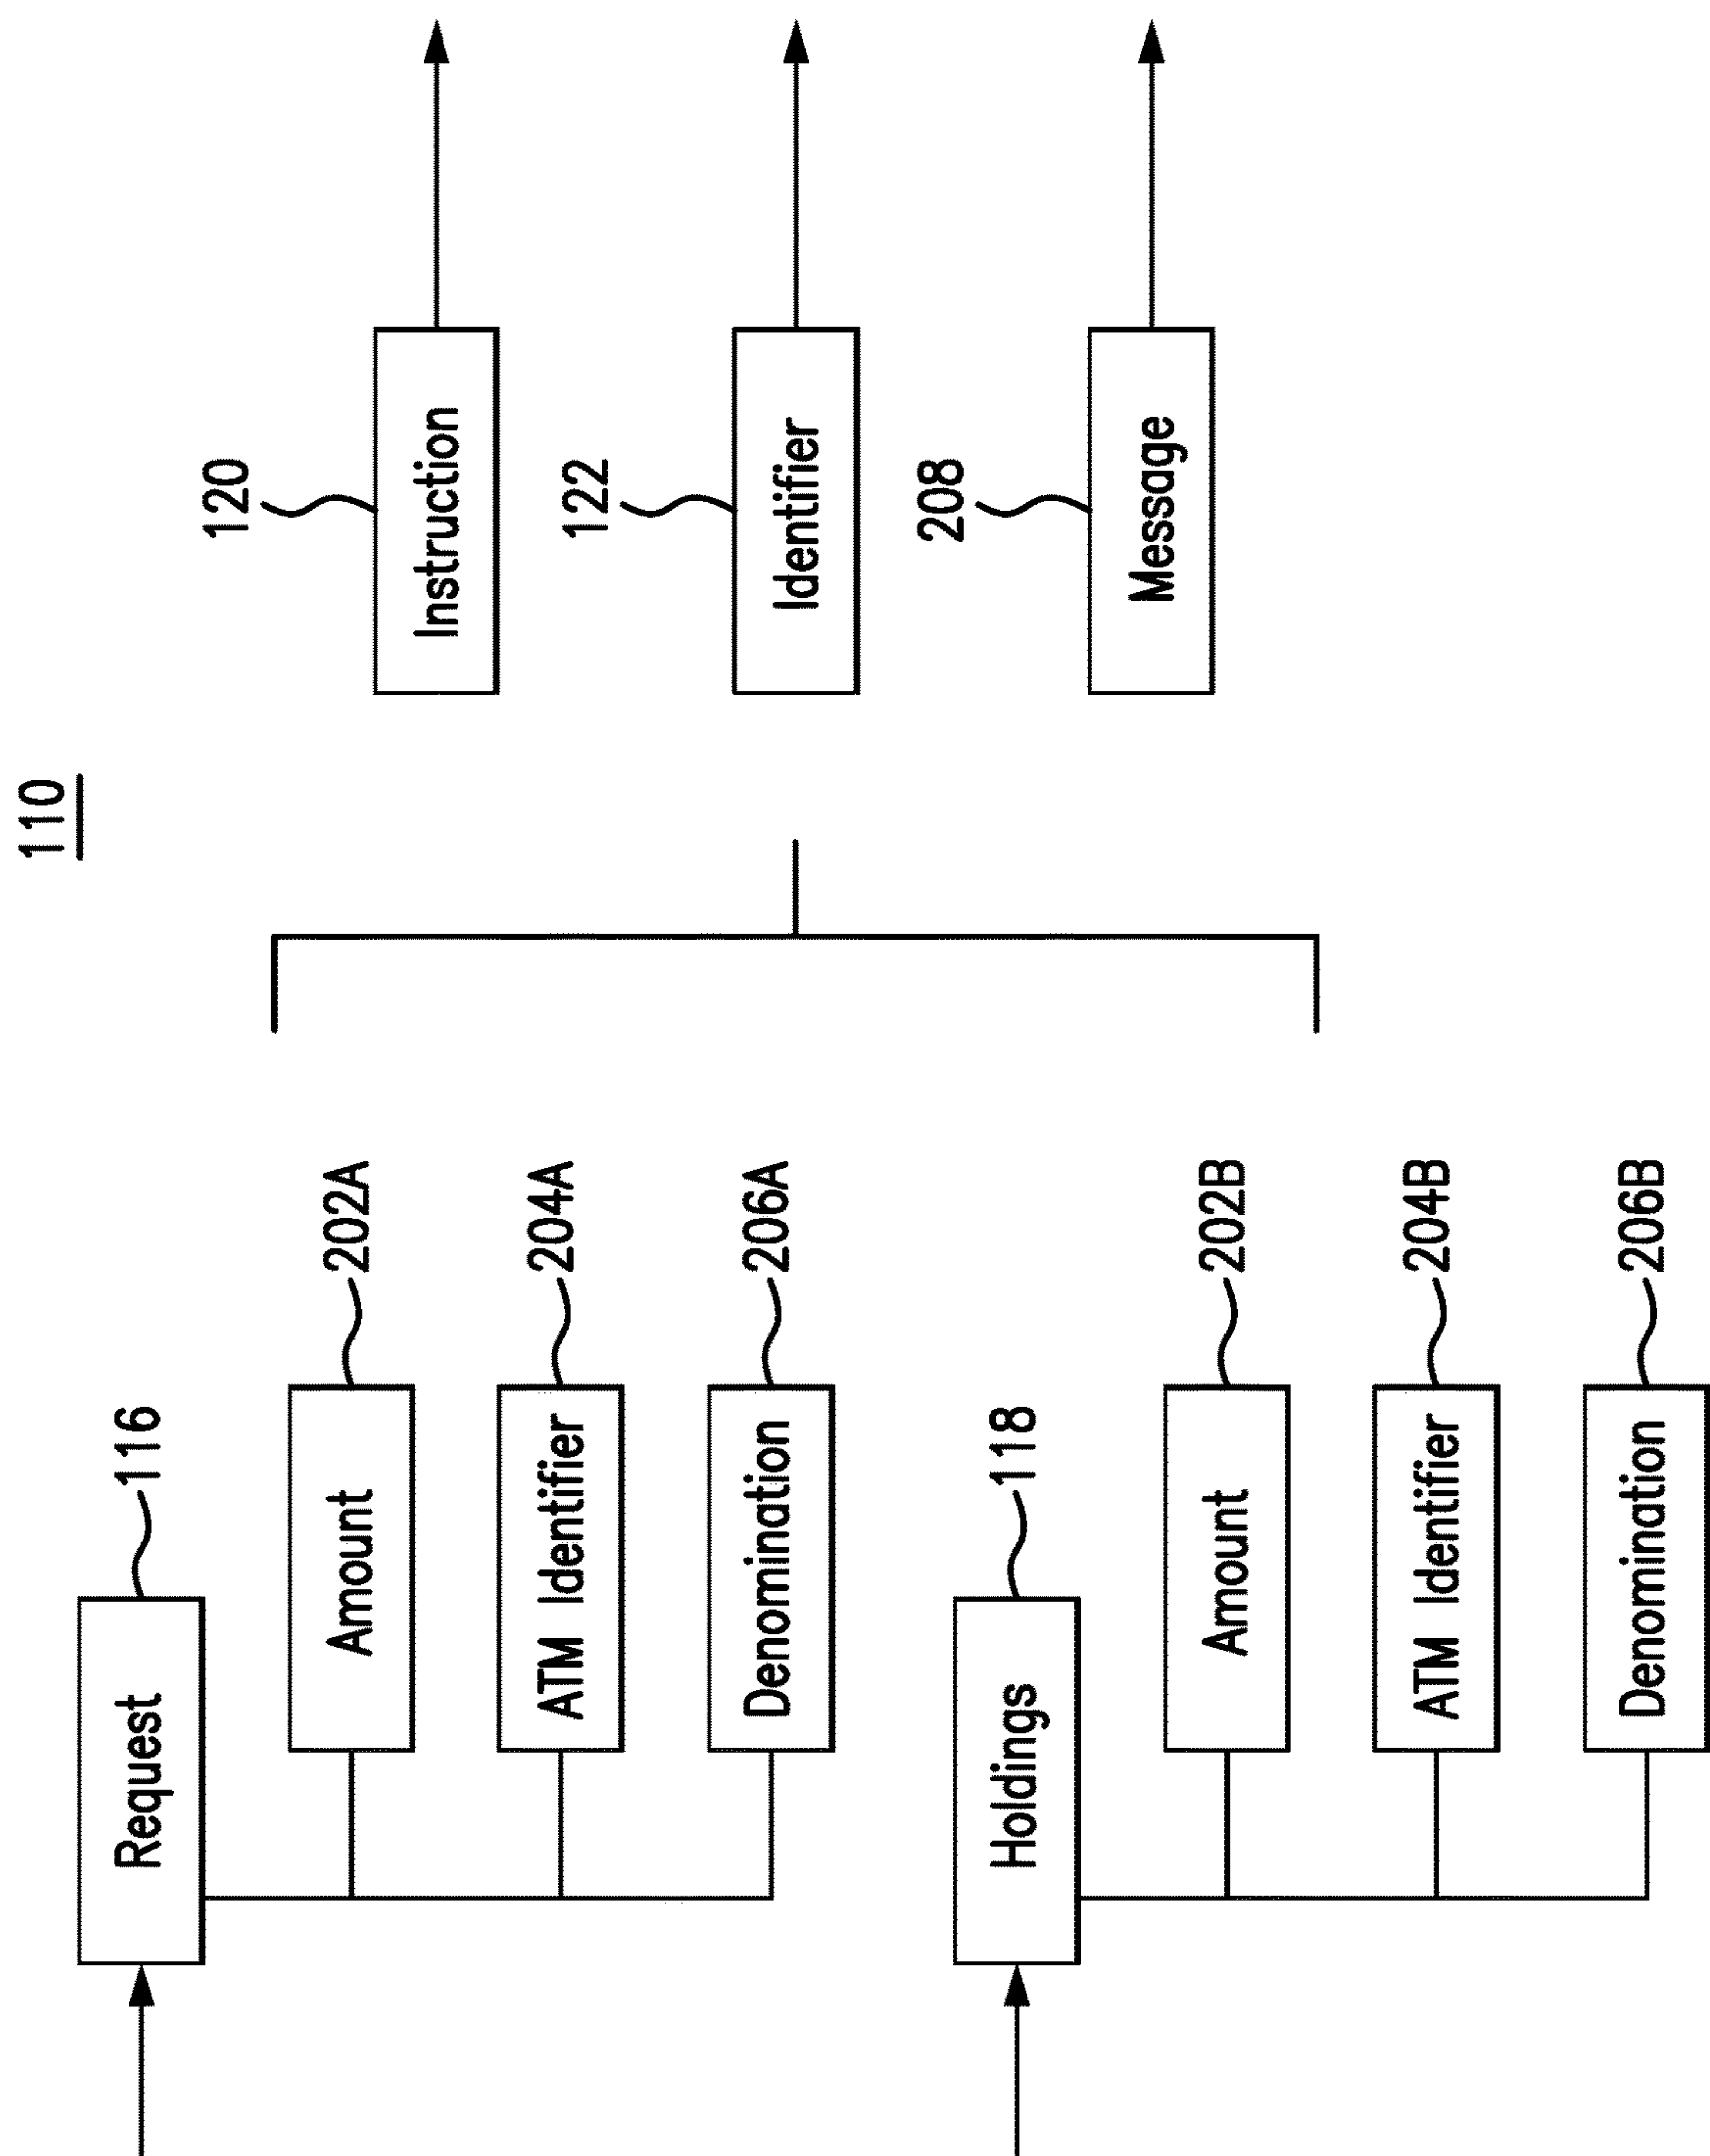 110
Request
116
Amount
202A
ATM Identifier
204A
Denomination
206A
Holdings
118
Amount
202B
ATM Identifier
204B
Denomination
206B
120
Instruction
122
Identifier
208
Message